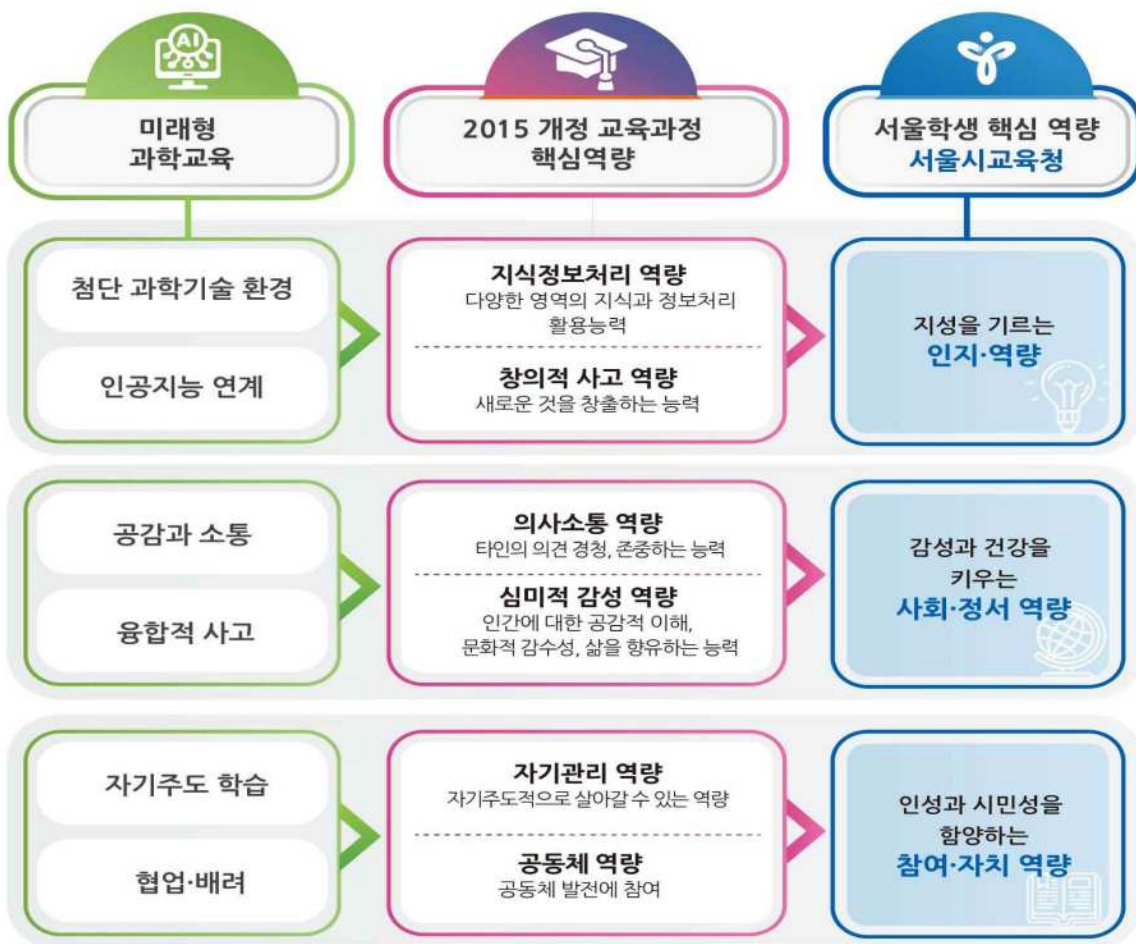 AI
미래형
과학교육
2015 개정 교육과정
핵심역량
서울학생 핵심 역량
서울시교육청
첨단 과학기술 환경
인공지능 연계
지식정보처리 역량
다양한 영역의 지식과 정보처리
활용능력
창의적 사고 역량
새로운 것을 창출하는 능력
지성을 기르는
인지·역량
공감과 소통
융합적 사고
의사소통 역량
타인의 의견 경청, 존중하는 능력
심미적 감성 역량
인간에 대한 공감적 이해,
문화적 감수성, 삶을 향유하는 능력
감성과 건강을
키우는
사회·정서 역량
자기주도 학습
협업·배려
자기관리 역량
자기주도적으로 살아갈 수 있는 역량
공동체 역량
공동체 발전에 참여
인성과 시민성을
함양하는
참여·자치 역량